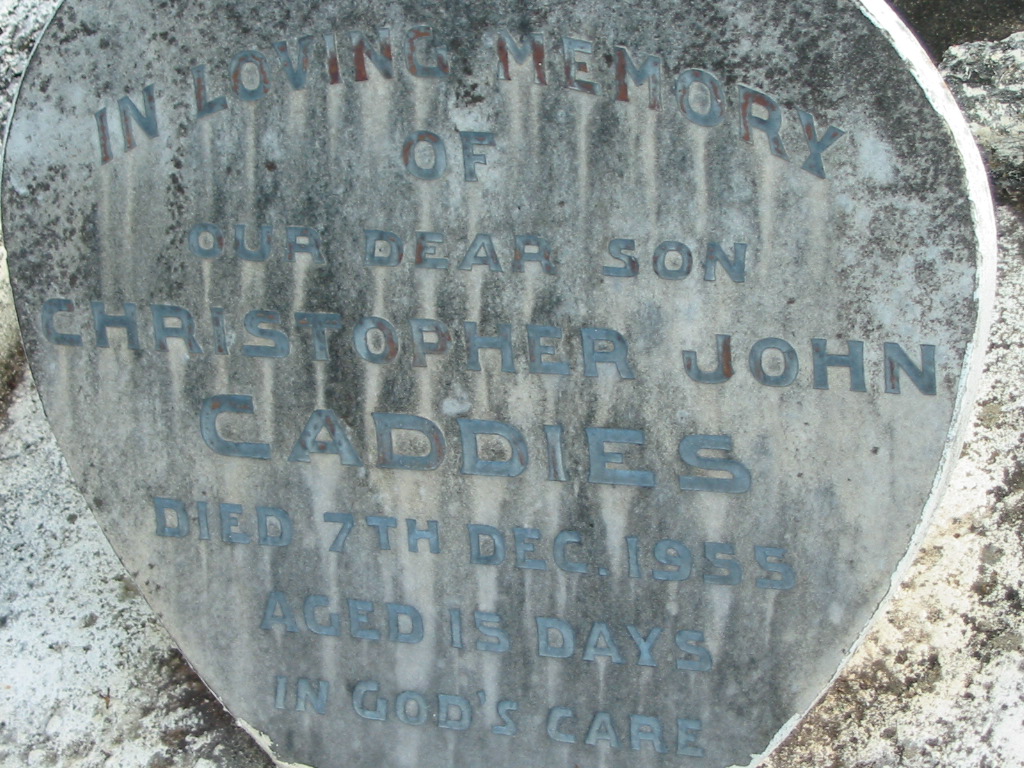 IN LOVING MEMORY
OF
OUR DEAR SON
CHRISTOPHER JOHN
CADDIES
DIED 7TH DEC. 1955
AGED 15 DAYS
IN GOD'S CARE